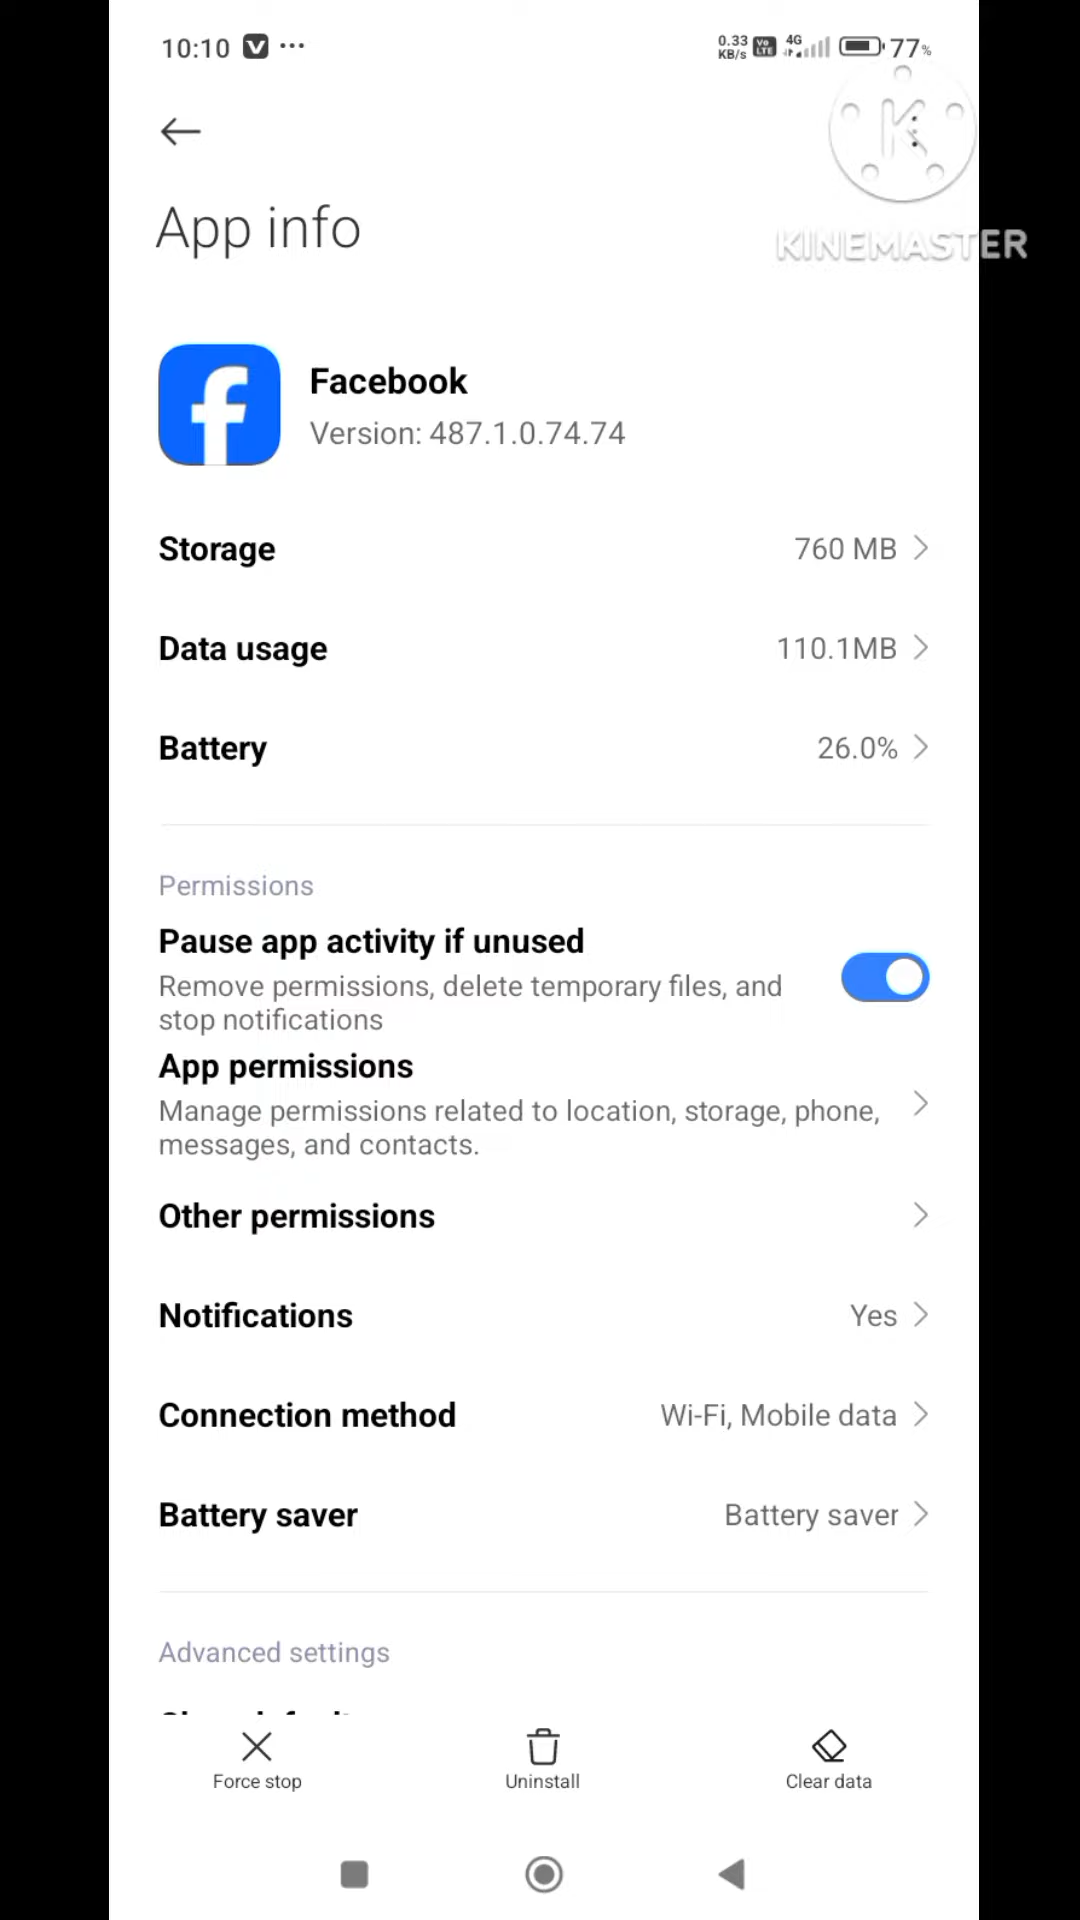 10:10 V ... 0.33 KB/s Vo LTE 4G 77%
K
KINEMASTER
App info
Facebook
Version: 487.1.0.74.74
Storage 760 MB
Data usage 110.1MB
Battery 26.0%
Permissions
Pause app activity if unused
Remove permissions, delete temporary files, and
stop notifications
App permissions
Manage permissions related to location, storage, phone,
messages, and contacts.
Other permissions
Notifications Yes
Connection method Wi-Fi, Mobile data
Battery saver Battery saver
Advanced settings
Force stop Uninstall Clear data